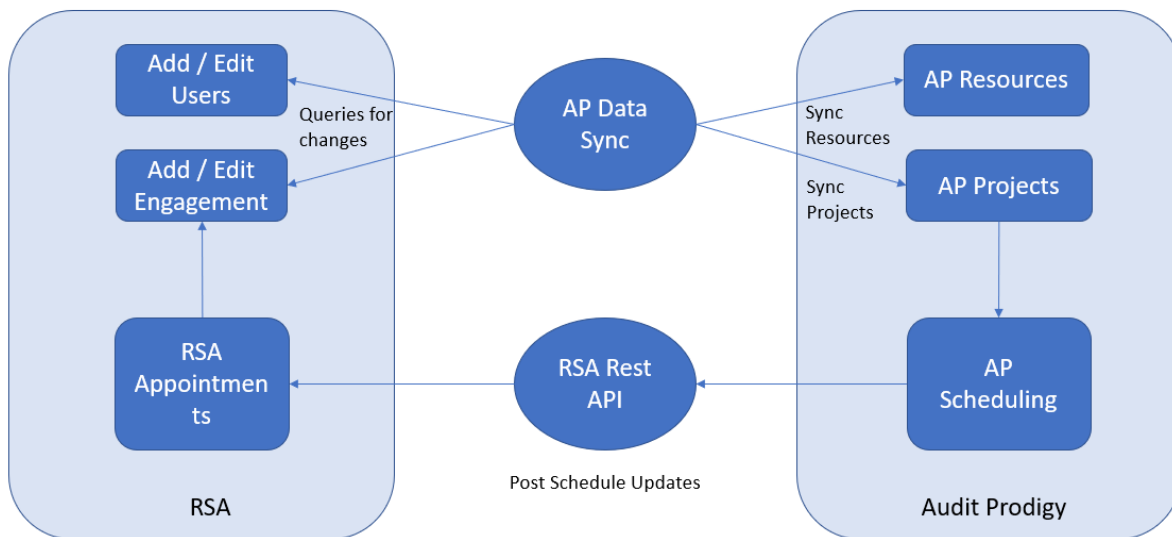 Add / Edit
Users
Queries for
changes
Add / Edit
Engagement
AP Data
Sync
Sync
Resources
Sync
Projects
AP Resources
AP Projects
RSA
Appointmen
ts
RSA Rest
API
AP
Scheduling
Post Schedule Updates
RSA
Audit Prodigy